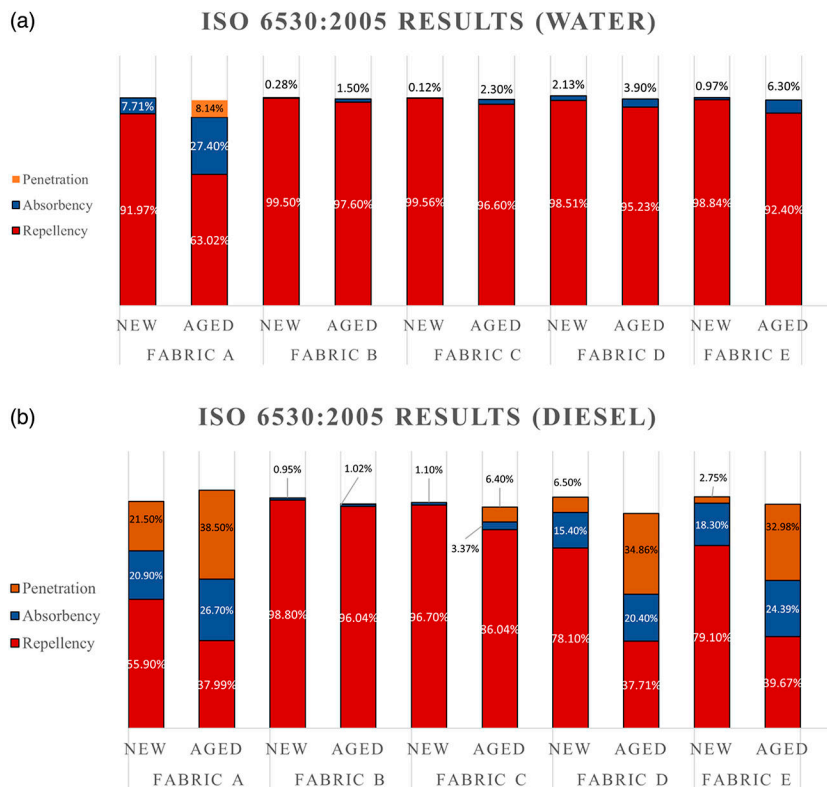 (a)
ISO 6530:2005 RESULTS (WATER)
0.28% 1.50% 0.12% 2.30% 2.13% 3.90% 0.97% 6.30%
7.71% 8.14%
27.40%
Penetration
Absorbency
Repellency
91.97% 63.02% 99.50% 97.60% 99.56% 96.60% 98.51% 95.23% 98.84% 92.40%
NEW AGED NEW AGED NEW AGED NEW AGED NEW AGED
FABRIC A FABRIC B FABRIC C FABRIC D FABRIC E
(b)
ISO 6530:2005 RESULTS (DIESEL)
0.95% 1.02% 1.10% 6.40% 6.50% 2.75%
21.50% 38.50% 3.37% 15.40% 34.86% 18.30% 32.98%
20.90% 26.70% 20.40% 24.39%
Penetration
Absorbency
Repellency
55.90% 37.99% 98.80% 96.04% 96.70% 86.04% 78.10% 37.71% 79.10% 39.67%
NEW AGED NEW AGED NEW AGED NEW AGED NEW AGED
FABRIC A FABRIC B FABRIC C FABRIC D FABRIC E